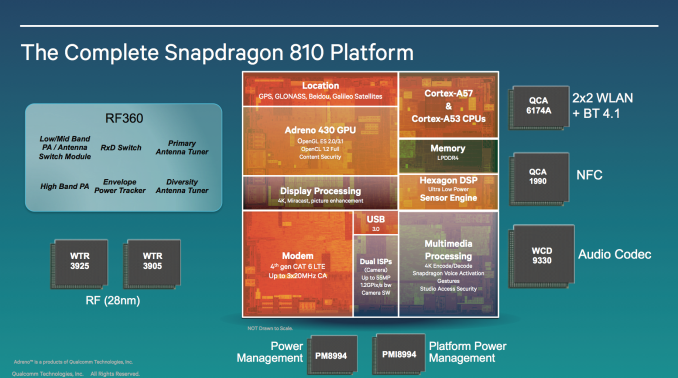 The Complete Snapdragon 810 Platform
RF360
Low/Mid Band
PA / Antenna
Switch Module
RxD Switch
Primary
Antenna Tuner
High Band PA
Envelope
Power Tracker
Diversity
Antenna Tuner
WTR
3925
WTR
3905
RF (28nm)
Location
GPS, GLONASS, Beidou, Galileo Satellites
Cortex-A57
&
Cortex-A53 CPUs
Adreno 430 GPU
OpenGL ES 2.0/3.1
OpenCL 1.2 Full
Content Security
Memory
LPDDR4
Display Processing
4K, Miracast, picture enhancement
Hexagon DSP
Ultra Low Power
Sensor Engine
Modem
4th gen CAT 6 LTE
Up to 3x20MHz CA
USB
3.0
Dual ISPs
(Camera)
Up to 55MP
1.2GPix/s bw
Camera SW
Multimedia
Processing
4K Encode/Decode
Snapdragon Voice Activation
Gestures
Studio Access Security
QCA
6174A
2x2 WLAN
+ BT 4.1
QCA
1990
NFC
WCD
9330
Audio Codec
NOT Drawn to Scale
Power
Management
PM8994
PMI8994
Platform Power
Management
Adreno™ is a products of Qualcomm Technologies, Inc.
Qualcomm Technologies, Inc. All Rights Reserved.